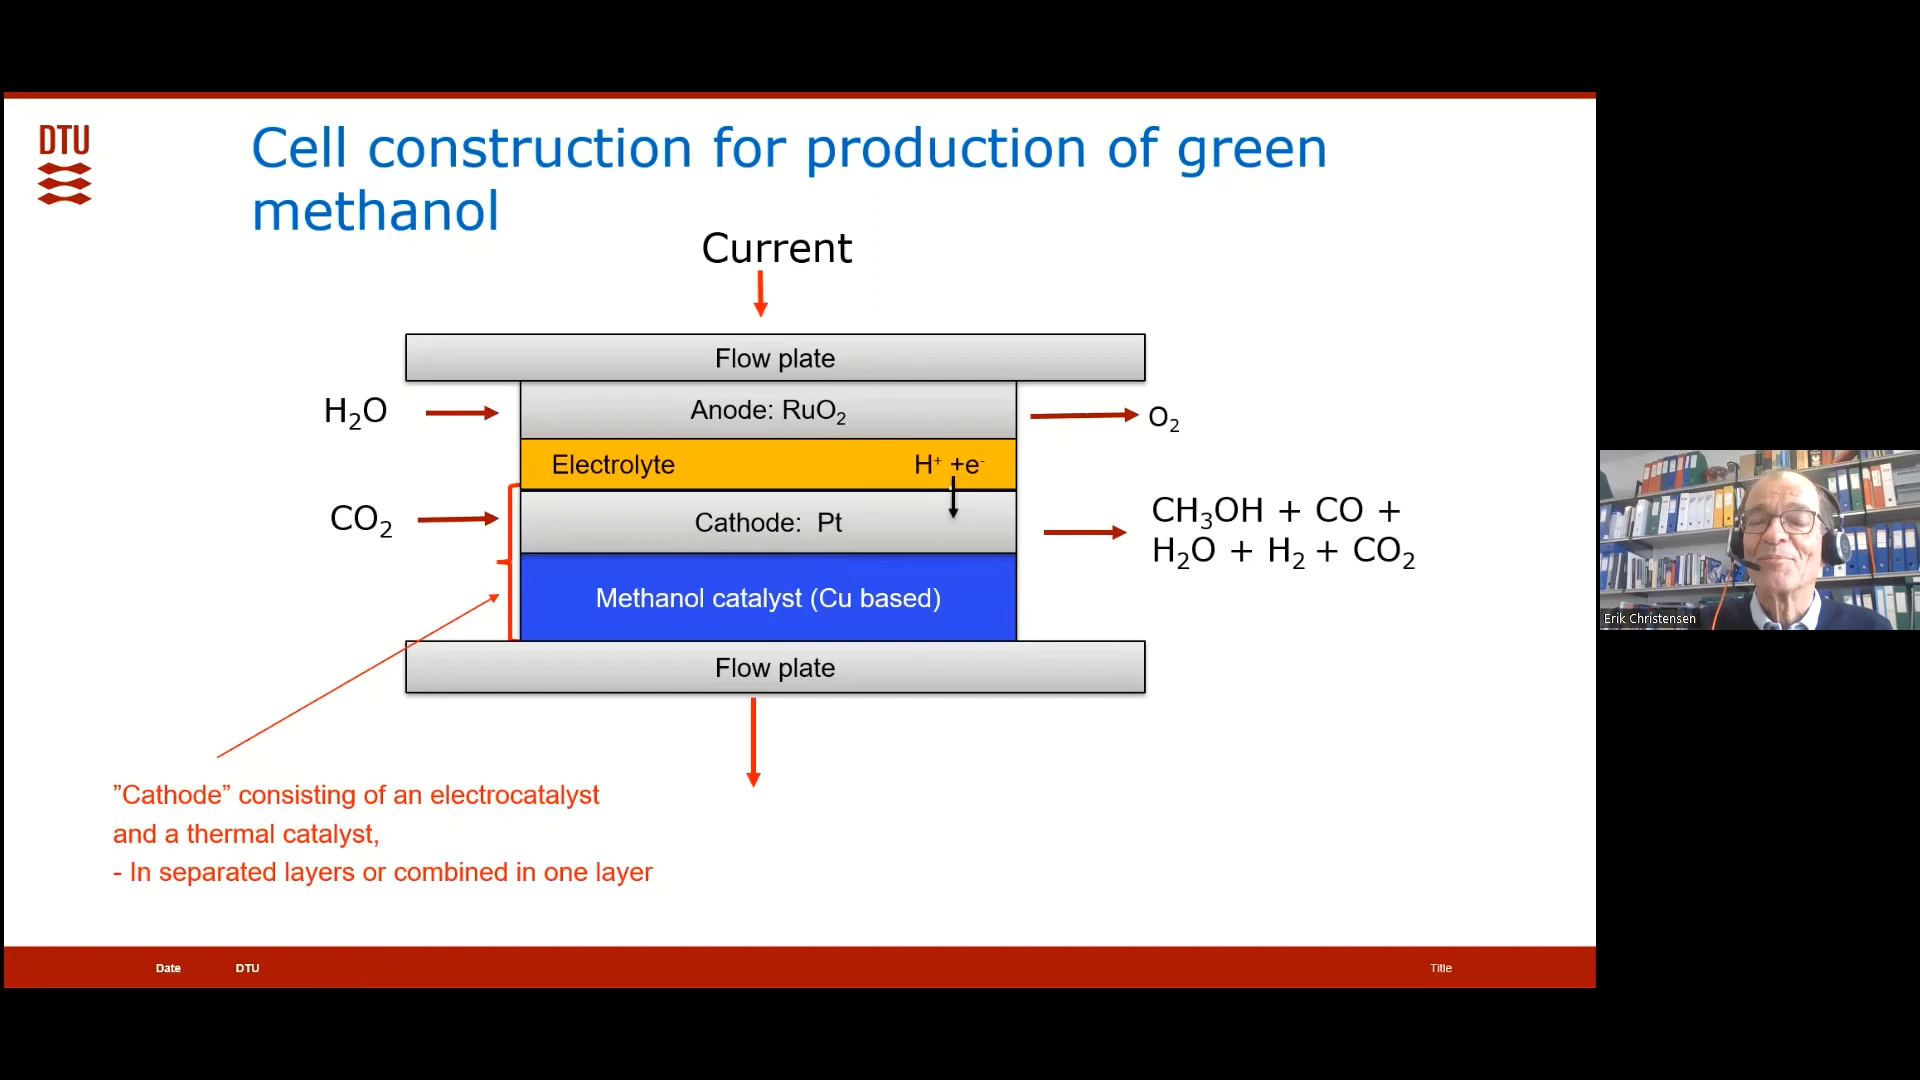 DTU
Cell construction for production of green
methanol
Current
Flow plate
H₂O
Anode: RuO₂
O₂
Electrolyte
H⁺ +e⁻
CO₂
Cathode:  Pt
CH₃OH + CO +
H₂O + H₂ + CO₂
Methanol catalyst (Cu based)
Flow plate
”Cathode” consisting of an electrocatalyst
and a thermal catalyst,
- In separated layers or combined in one layer
Date
DTU
Title
Erik Christensen